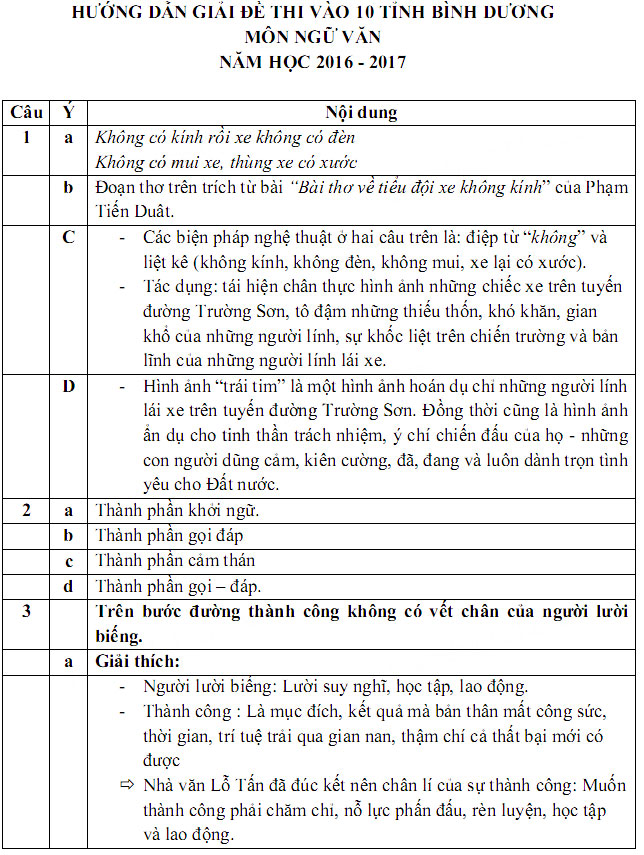 HƯỚNG DẪN GIẢI ĐỀ THI VÀO 10 TỈNH BÌNH DƯƠNG
MÔN NGỮ VĂN
NĂM HỌC 2016 - 2017
Câu Ý Nội dung
1 a Không có kính rồi xe không có đèn
Không có mui xe, thùng xe có xước
b Đoạn thơ trên trích từ bài “Bài thơ về tiểu đội xe không kính” của Phạm
Tiến Duât.
C - Các biện pháp nghệ thuật ở hai câu trên là: điệp từ “không” và
liệt kê (không kính, không đèn, không mui, xe lại có xước).
- Tác dụng: tái hiện chân thực hình ảnh những chiếc xe trên tuyến
đường Trường Sơn, tô đậm những thiếu thốn, khó khăn, gian
khổ của những người lính, sự khốc liệt trên chiến trường và bản
lĩnh của những người lính lái xe.
D - Hình ảnh “trái tim” là một hình ảnh hoán dụ chỉ những người lính
lái xe trên tuyến đường Trường Sơn. Đồng thời cũng là hình ảnh
ẩn dụ cho tinh thần trách nhiệm, ý chí chiến đấu của họ - những
con người dũng cảm, kiên cường, đã, đang và luôn dành trọn tình
yêu cho Đất nước.
2 a Thành phần khởi ngữ.
b Thành phần gọi đáp
c Thành phần cảm thán
d Thành phần gọi – đáp.
3 Trên bước đường thành công không có vết chân của người lười
biếng.
a Giải thích:
- Người lười biếng: Lười suy nghĩ, học tập, lao động.
- Thành công : Là mục đích, kết quả mà bản thân mất công sức,
thời gian, trí tuệ trải qua gian nan, thậm chí cả thất bại mới có
được
⇨ Nhà văn Lỗ Tấn đã đúc kết nên chân lí của sự thành công: Muốn
thành công phải chăm chỉ, nỗ lực phấn đấu, rèn luyện, học tập
và lao động.